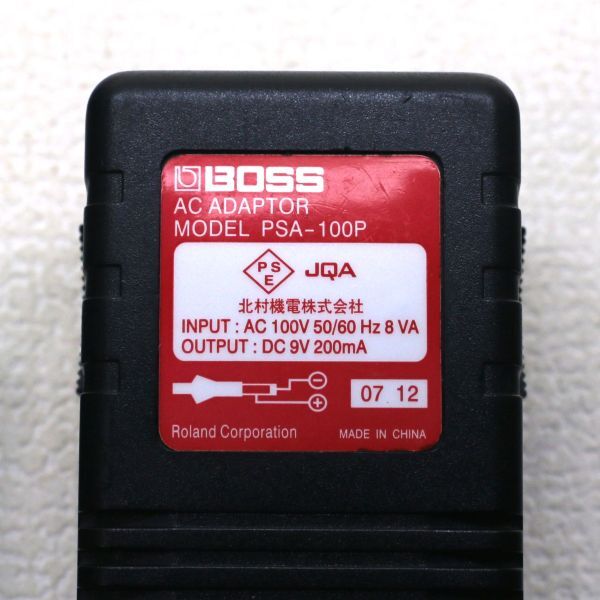 BOSS
AC ADAPTOR
MODEL PSA-100P
PSE JQA
北村機電株式会社
INPUT : AC 100V 50/60 Hz 8 VA
OUTPUT : DC 9V 200mA
07 12
Roland Corporation MADE IN CHINA